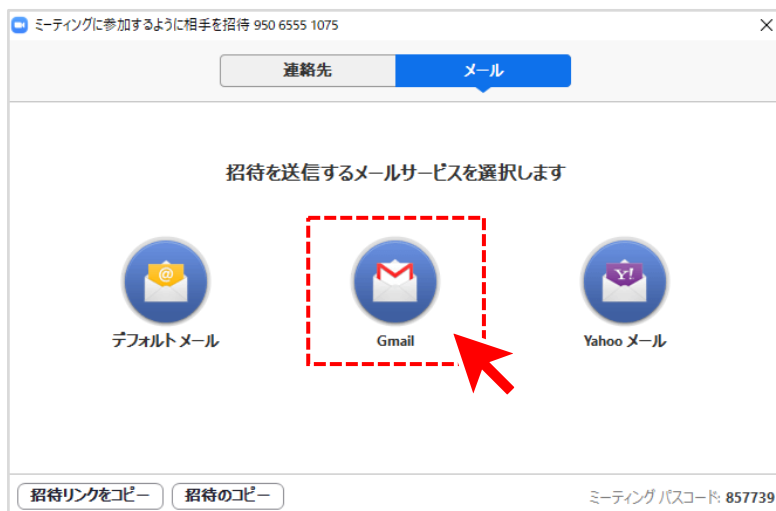 ミーティングに参加するように相手を招待 950 6555 1075
連絡先
メール
招待を送信するメールサービスを選択します
@
Y!
デフォルト メール
Gmail
Yahoo メール
招待リンクをコピー
招待のコピー
ミーティング パスコード: 857739